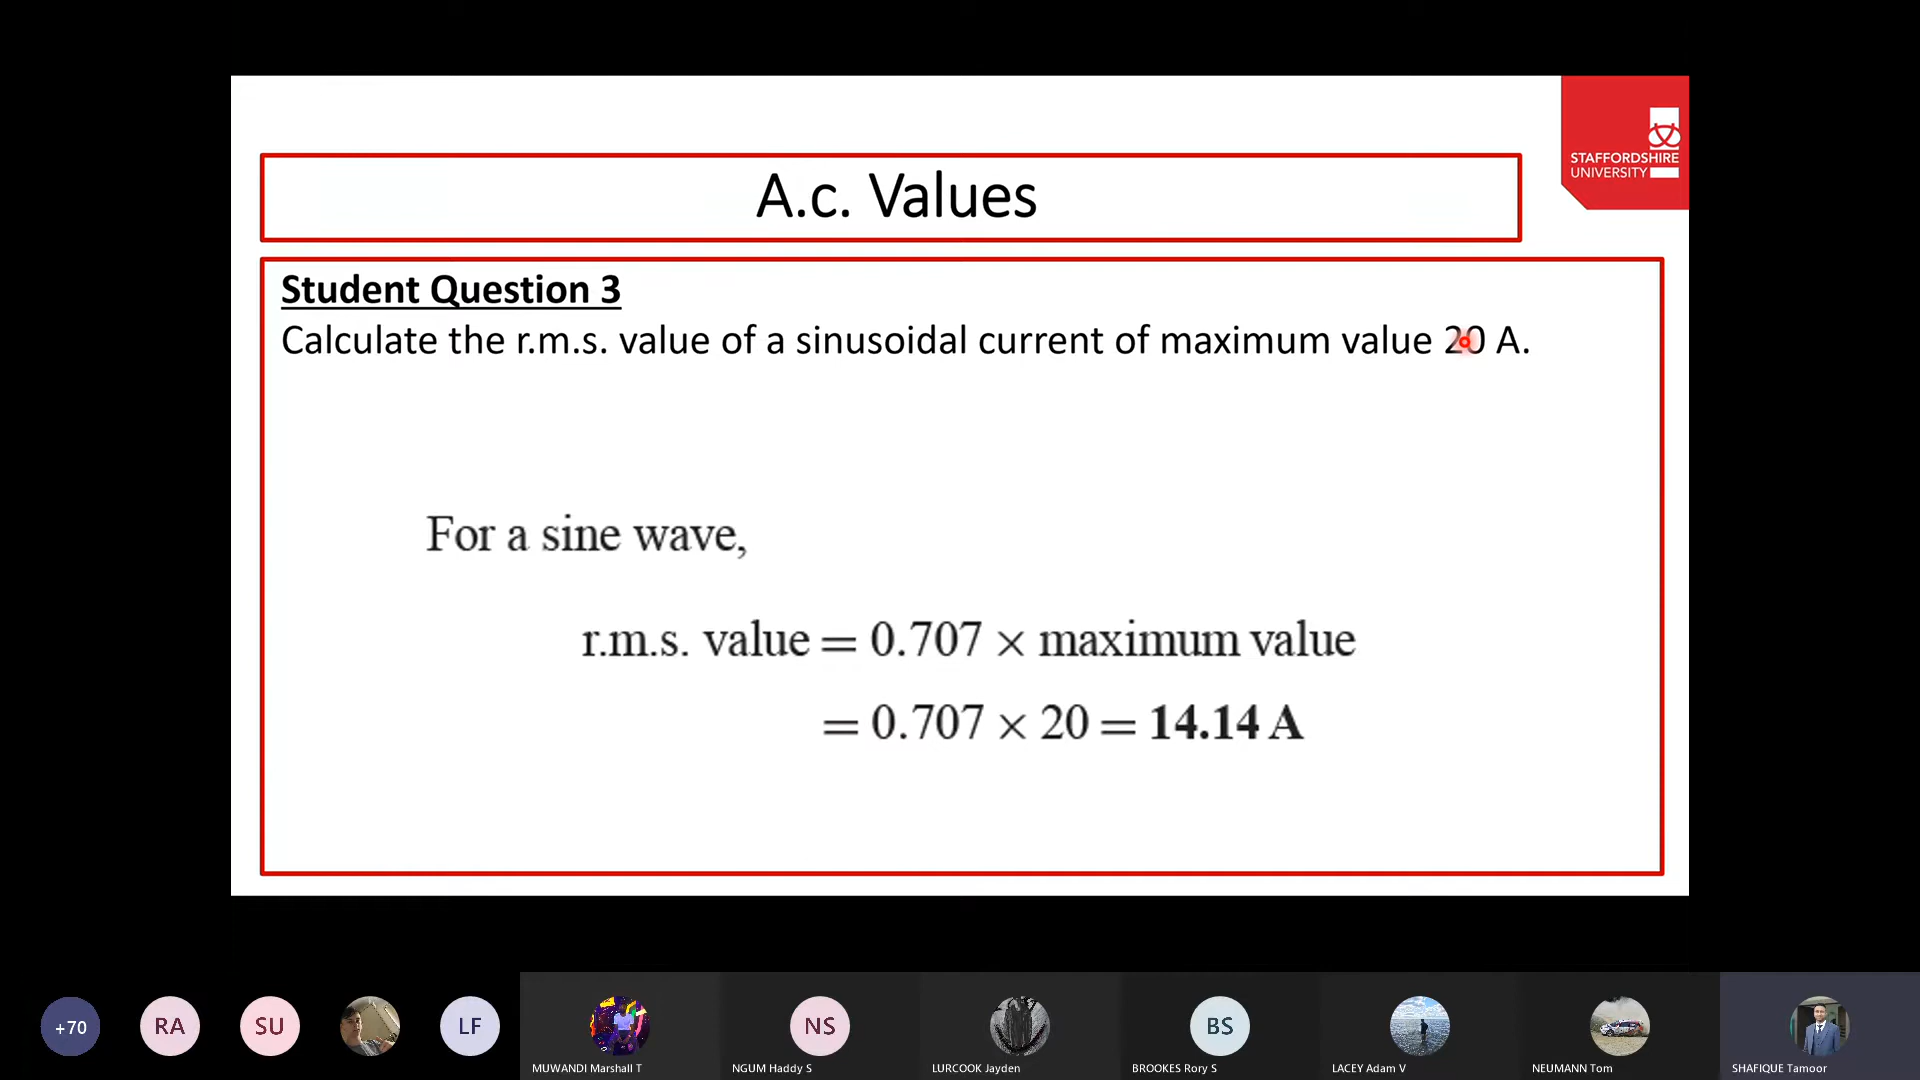 STAFFORDSHIRE
UNIVERSITY
A.c. Values
Student Question 3
Calculate the r.m.s. value of a sinusoidal current of maximum value 20 A.
For a sine wave,
r.m.s. value = 0.707 × maximum value
= 0.707 × 20 = 14.14 A
+70
RA
SU
LF
NS
BS
MUWANDI Marshall T
NGUM Haddy S
LURCOOK Jayden
BROOKES Rory S
LACEY Adam V
NEUMANN Tom
SHAFIQUE Tamoor